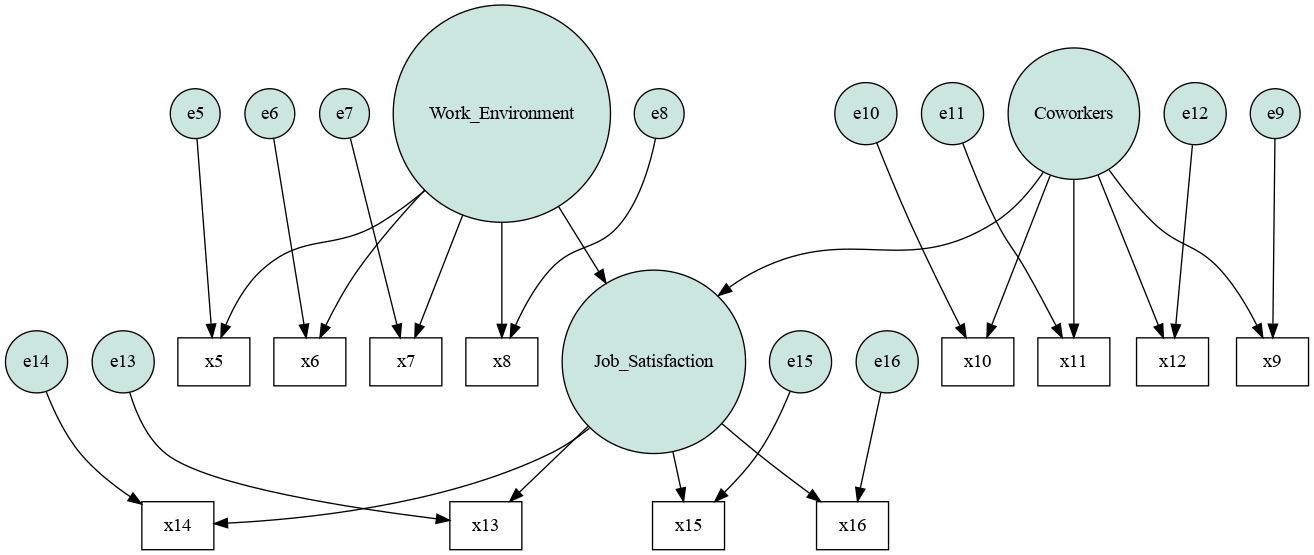 e5
e6
e7
Work_Environment
e8
e10
e11
Coworkers
e12
e9
e14
e13
x5
x6
x7
x8
Job_Satisfaction
e15
e16
x10
x11
x12
x9
x14
x13
x15
x16